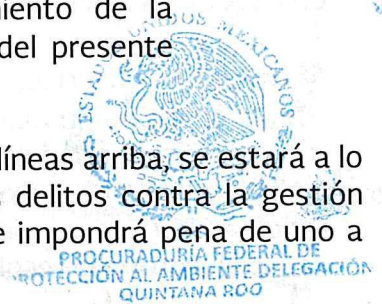 miento de la
del presente
ESTADOS UNIDOS MEXICANOS
líneas arriba, se estará a lo
s delitos contra la gestión
e impondrá pena de uno a
PROCURADURÍA FEDERAL DE
PROTECCIÓN AL AMBIENTE DELEGACIÓN
QUINTANA ROO